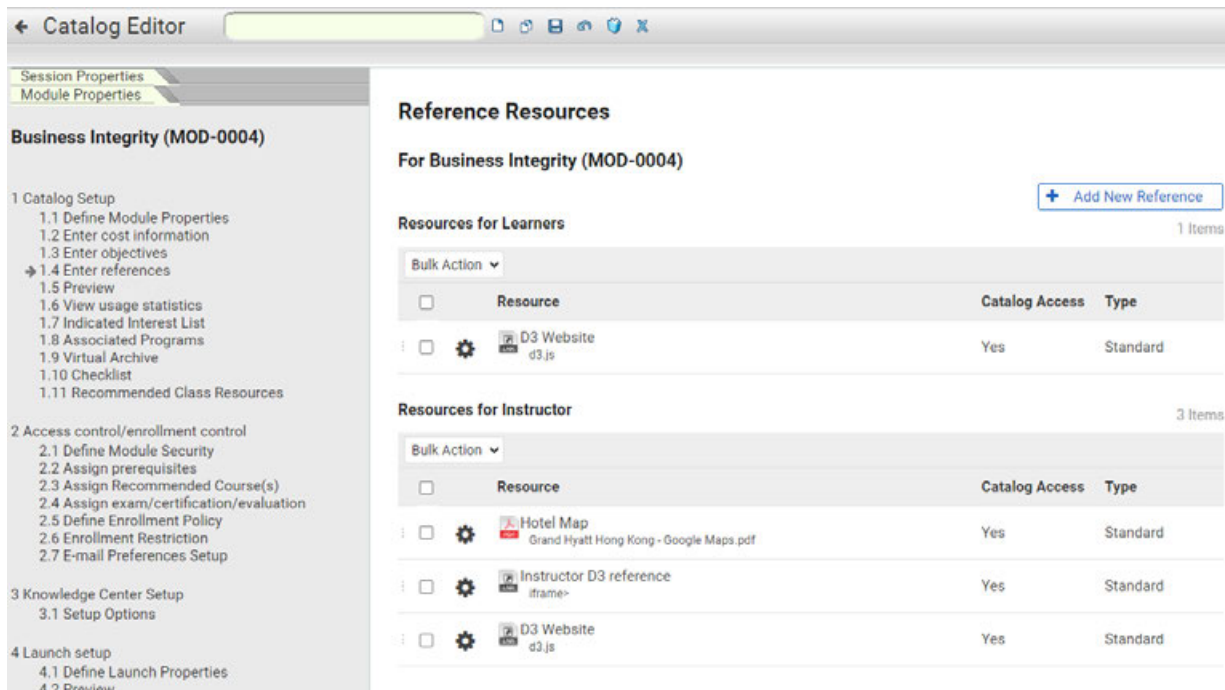 Catalog Editor
Session Properties
Module Properties
Business Integrity (MOD-0004)
1 Catalog Setup
1.1 Define Module Properties
1.2 Enter cost information
1.3 Enter objectives
1.4 Enter references
1.5 Preview
1.6 View usage statistics
1.7 Indicated Interest List
1.8 Associated Programs
1.9 Virtual Archive
1.10 Checklist
1.11 Recommended Class Resources
2 Access control/enrollment control
2.1 Define Module Security
2.2 Assign prerequisites
2.3 Assign Recommended Course(s)
2.4 Assign exam/certification/evaluation
2.5 Define Enrollment Policy
2.6 Enrollment Restriction
2.7 E-mail Preferences Setup
3 Knowledge Center Setup
3.1 Setup Options
4 Launch setup
4.1 Define Launch Properties
4.2 Preview
Reference Resources
For Business Integrity (MOD-0004)
+ Add New Reference
Resources for Learners
1 Items
Bulk Action
Resource Catalog Access Type
D3 Website Yes Standard
d3.js
Resources for Instructor
3 Items
Bulk Action
Resource Catalog Access Type
Hotel Map Yes Standard
Grand Hyatt Hong Kong - Google Maps.pdf
Instructor D3 reference Yes Standard
iframe>
D3 Website Yes Standard
d3.js